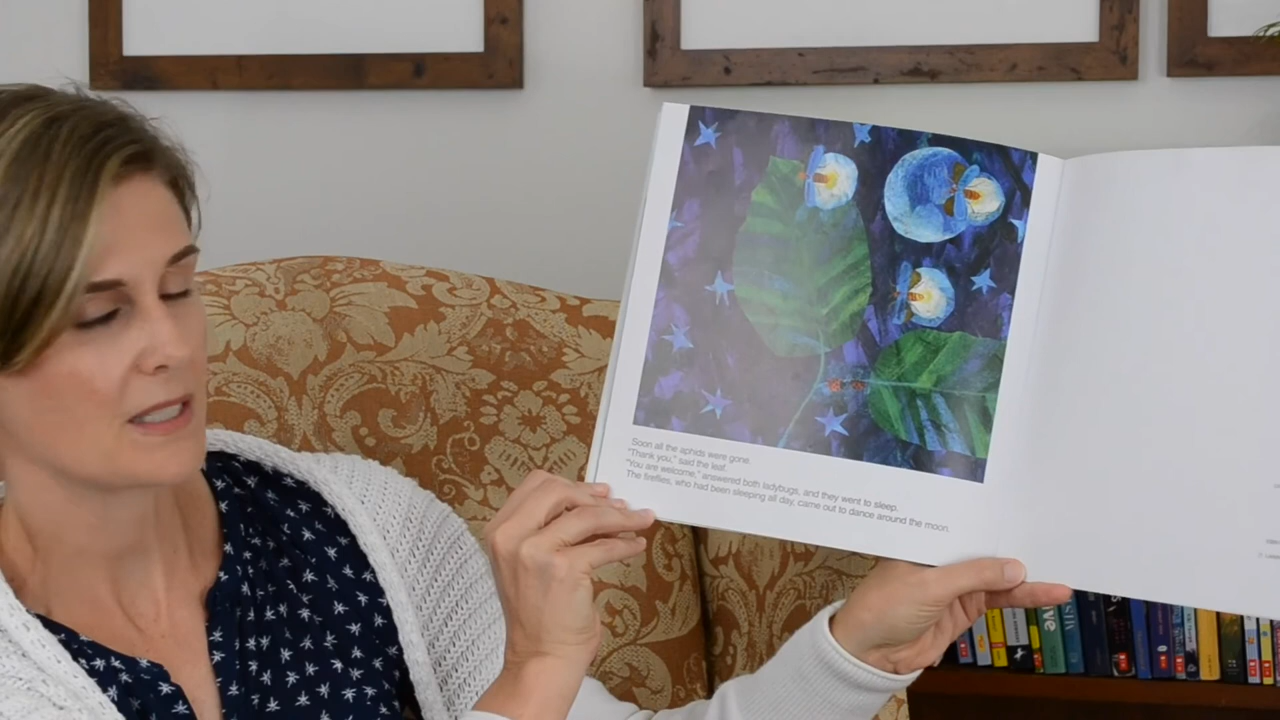 Soon all the aphids were gone.
"Thank you," said the leaf.
"You are welcome," answered both ladybugs, and they went to sleep.
The fireflies, who had been sleeping all day, came out to dance around the moon.